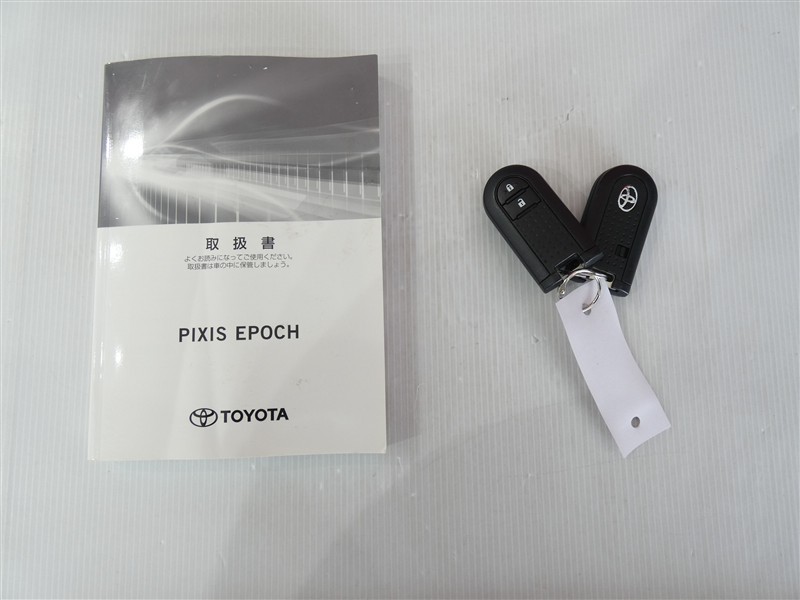 取扱書
よくお読みになってご使用ください。
取扱書は車の中に保管しましょう。
PIXIS EPOCH
TOYOTA